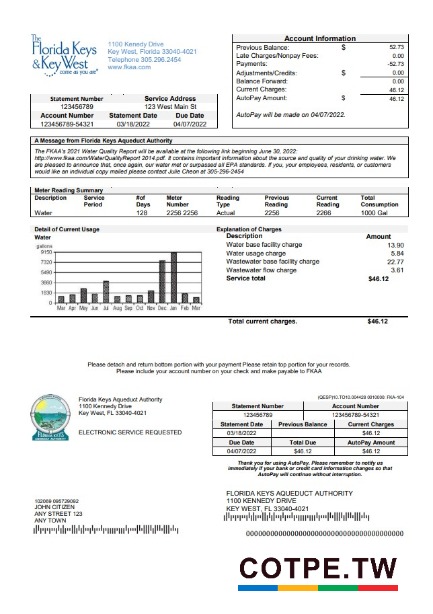 The
Florida Keys
& Key West
...come as you are®
1100 Kenedy Drive
Key West, Florida 33040-4021
Telephone 305.296.2454
www.fkaa.com
Account Information
Previous Balance: $ 52.73
Late Charges/Nonpay Fees: 0.00
Payments: -52.73
Adjustments/Credits: $ 0.00
Balance Forward: 0.00
Current Charges: 46.12
AutoPay Amount: $ 46.12
AutoPay will be made on 04/07/2022.
Statement Number Service Address
123456789 123 West Main St
Account Number Statement Date Due Date
123456789-54321 03/18/2022 04/07/2022
A Message from Florida Keys Aqueduct Authority
The FKAA's 2021 Water Quality Report will be available at the following link beginning June 30, 2022:
http://www.fkaa.com/WaterQualityReport 2014.pdf. It contains important information about the source and quality of your drinking water. We
are pleased to announce that, once again, our water met or surpassed all EPA standards. If you, your employees, residents, or customers
would like an individual copy mailed please contact Julie Cheon at 305-296-2454
Meter Reading Summary
Description Service Period #of Days Meter Number Reading Type Previous Reading Current Reading Total Consumption
Water 128 2256 2256 Actual 2256 2266 1000 Gal
Detail of Current Usage
Water
gallons
9150
7320
5490
3660
1830
0
Mar Apr May Jun Jul Aug Sep Oct Nov Dec Jan Feb Mar
Explanation of Charges
Description Amount
Water base facility charge 13.90
Water usage charge 5.84
Wastewater base facility charge 22.77
Wastewater flow charge 3.61
Service total $46.12
Total current charges. $46.12
Please detach and return bottom portion with your payment Please retain top portion for your records.
Please include your account number on your check and make payable to FKAA
Florida Keys Aqueduct Authority
1100 Kennedy Drive
Key West, FL 33040-4021
ELECTRONIC SERVICE REQUESTED
Statement Number Account Number
123456789 123456789
Statement Date Previous Balance Current Charges
03/18/2022 $46.12
Due Date Total Due AutoPay Amount
04/07/2022 $46.12 $46.12
Thank you for using AutoPay. Please remember to notify us
immediately if your bank or credit card information changes so that
AutoPay will continue without interruption.
JOHN CITIZEN
ANY STREET 123
ANY TOWN
FLORIDA KEYS AQUEDUCT AUTHORITY
1100 KENNEDY DRIVE
KEY WEST, FL 33040-4021
COTPE.TW